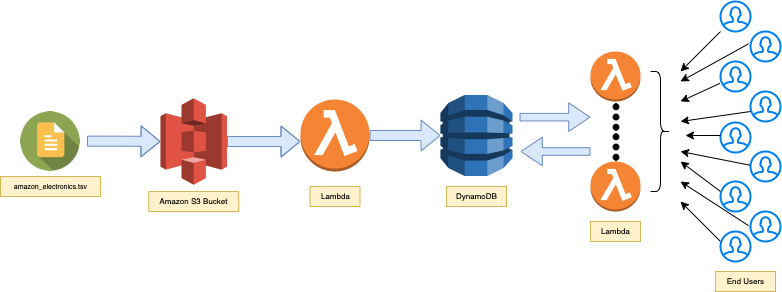 amazon_electronics.tsv
Amazon S3 Bucket
Lambda
DynamoDB
Lambda
End Users